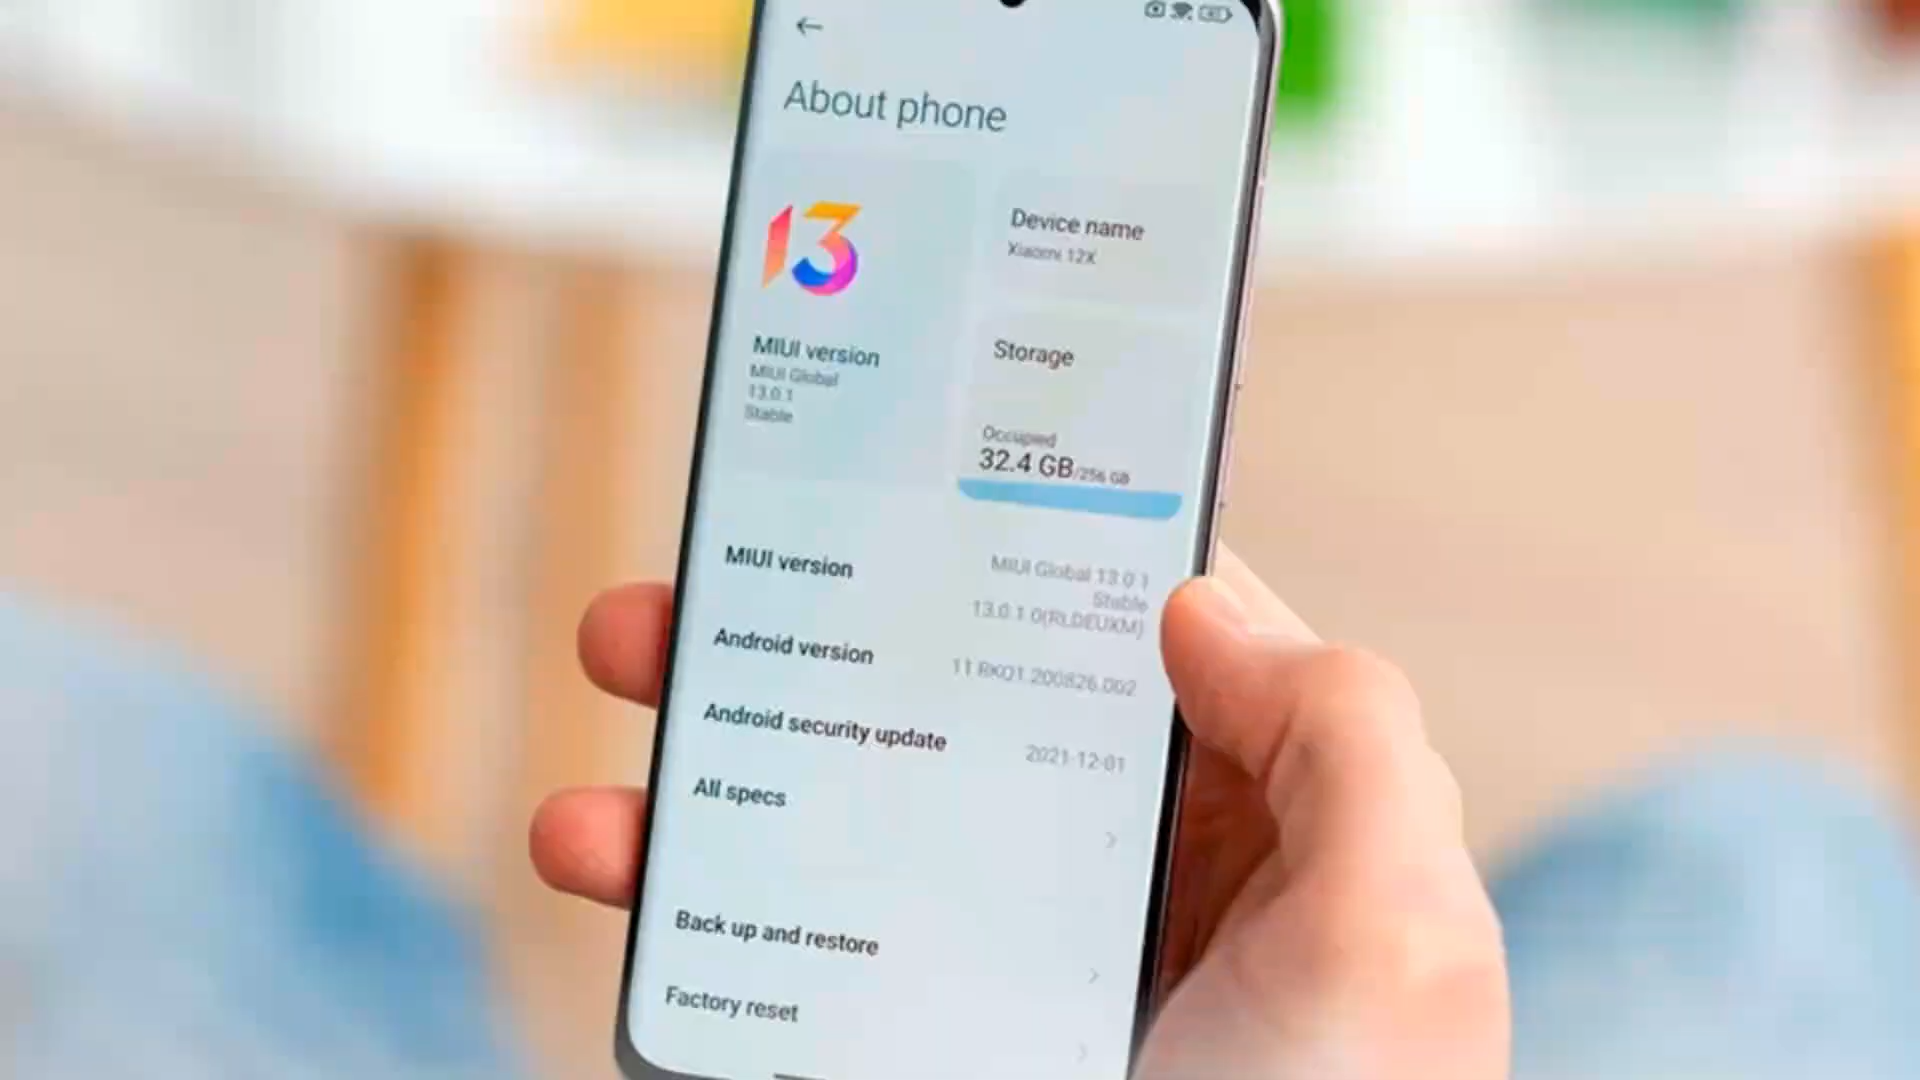 About phone
13
Device name
Xiaomi 12X
MIUI version
MIUI Global
13.0.1
Stable
Storage
Occupied
32.4 GB/256 GB
MIUI version
MIUI Global 13.0.1
Stable
13.0.1.0(RLDEUXM)
Android version
11 RKQ1.200826.002
Android security update
2021-12-01
All specs
Back up and restore
Factory reset